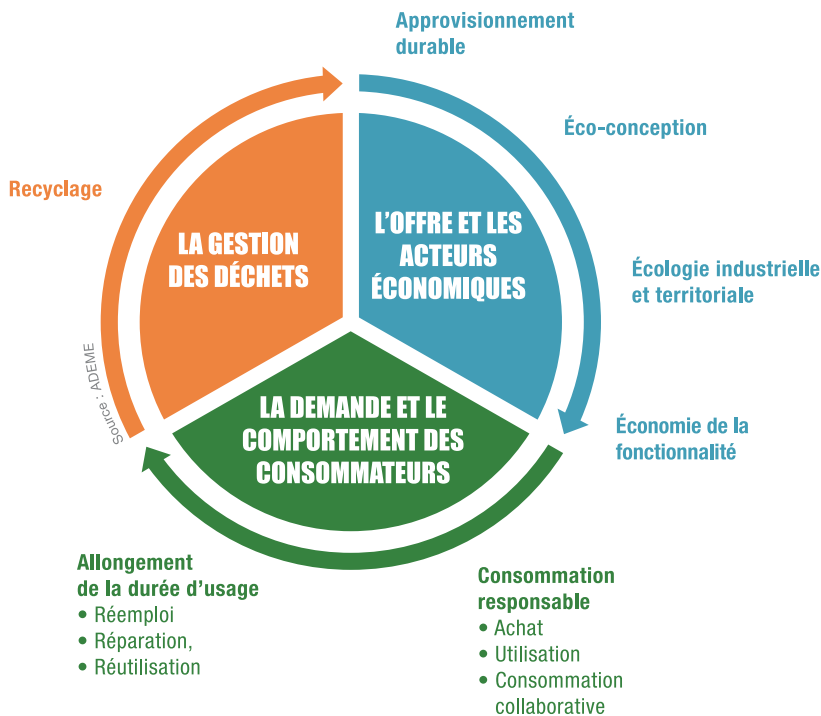 Approvisionnement
durable
Éco-conception
Recyclage
LA GESTION
DES DÉCHETS
L'OFFRE ET LES
ACTEURS
ÉCONOMIQUES
Écologie industrielle
et territoriale
Source : ADEME
LA DEMANDE ET LE
COMPORTEMENT DES
CONSOMMATEURS
Économie de la
fonctionnalité
Allongement
de la durée d'usage
• Réemploi
• Réparation,
• Réutilisation
Consommation
responsable
• Achat
• Utilisation
• Consommation
collaborative